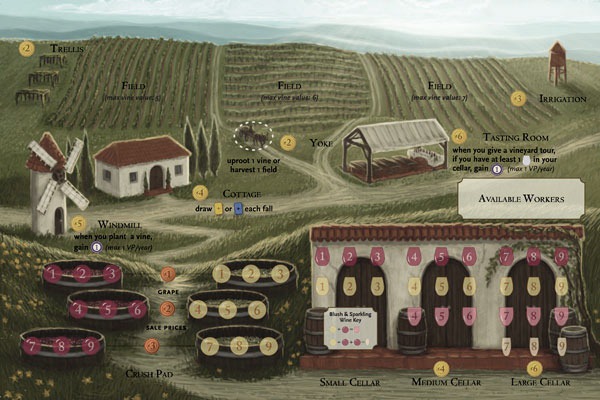 2
TRELLIS
FIELD
(max vine value: 5)
FIELD
(max vine value: 6)
FIELD
(max vine value: 7)
3
IRRIGATION
2
YOKE
uproot 1 vine or
harvest 1 field
6
TASTING ROOM
when you give a vineyard tour,
if you have at least 1 in your
cellar, gain 1. (max 1 VP/year)
AVAILABLE WORKERS
4
COTTAGE
draw + or + each fall
5
WINDMILL
when you plant a vine,
gain 1. (max 1 VP/year)
1 2 3
1
GRAPE
1 2 3
4 5 6
2
SALE PRICES
4 5 6
7 8 9
3
7 8 9
CRUSH PAD
1 2 3 4 5 6 7 8 9
1 2 3 4 5 6 7 8 9
Blush & Sparkling
Wine Key
4 5 6 7 8 9
7 8 9
SMALL CELLAR
4
MEDIUM CELLAR
6
LARGE CELLAR